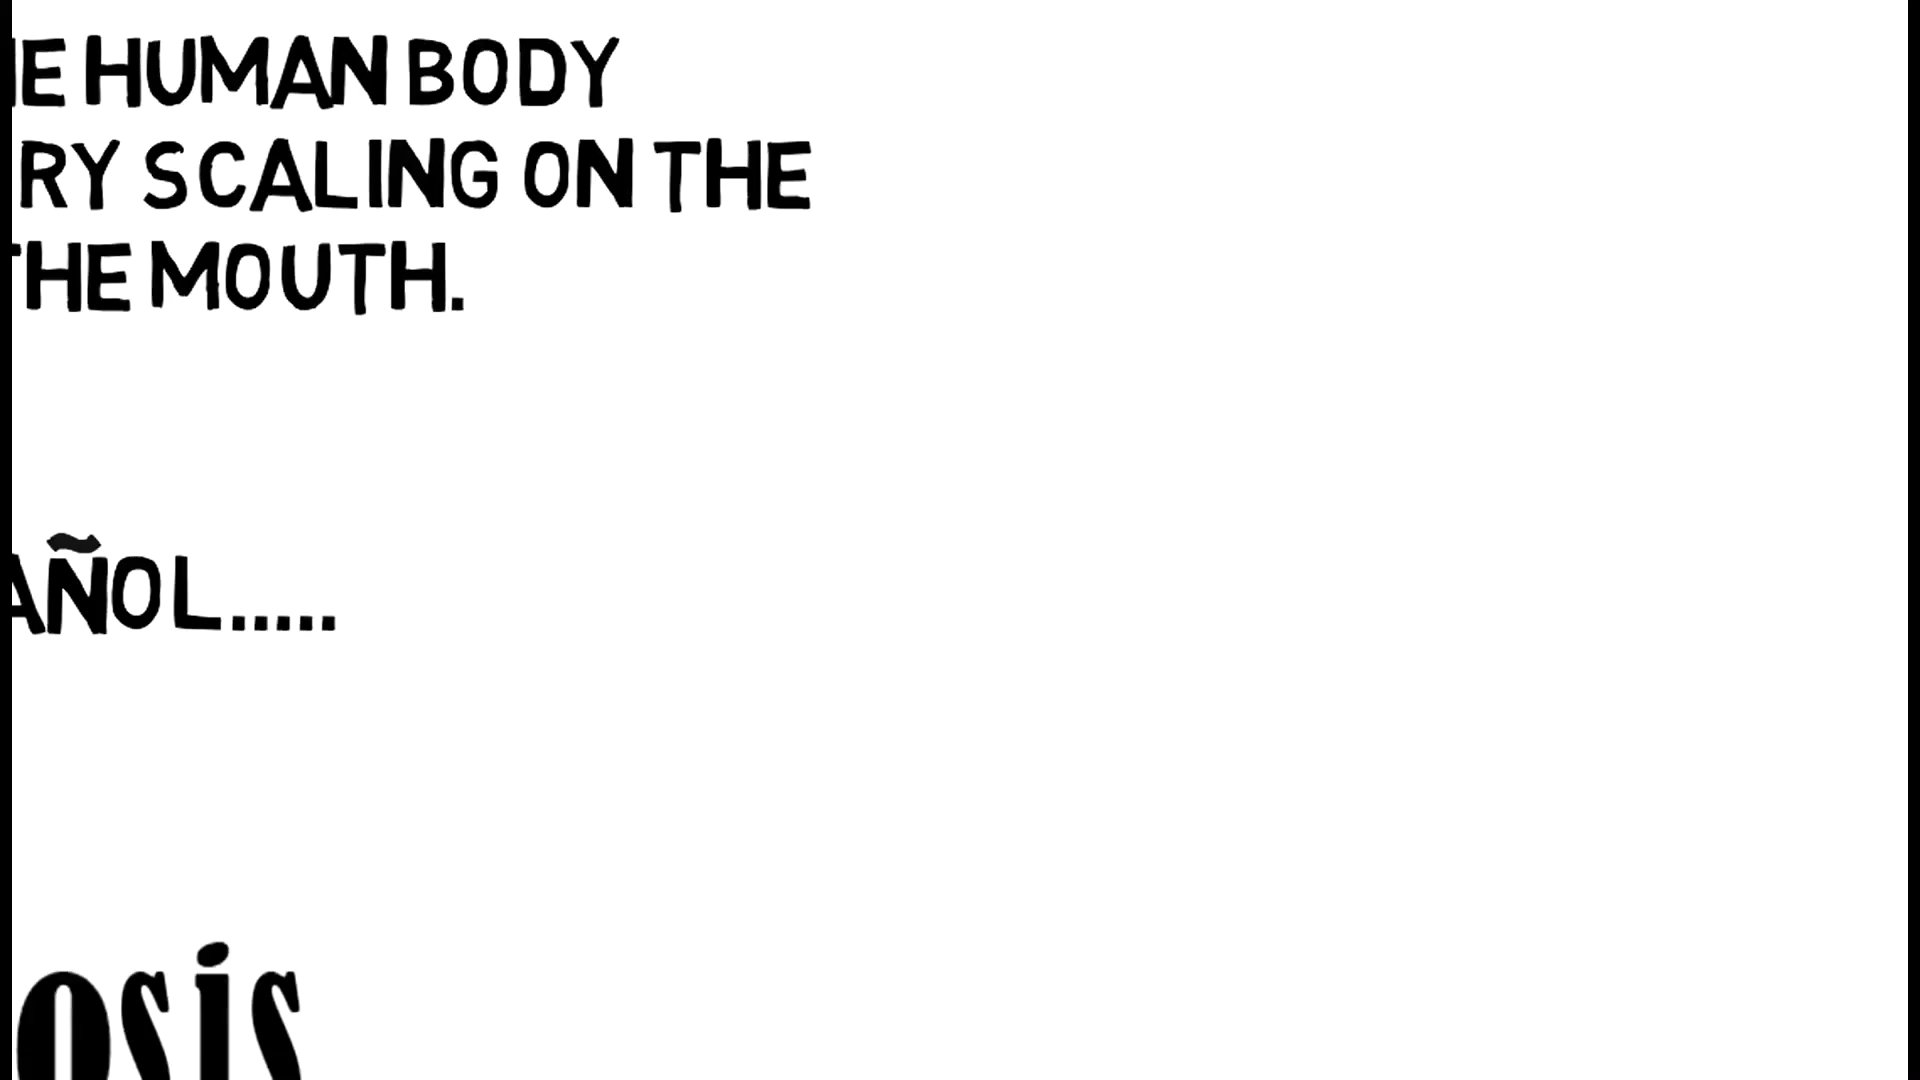 E HUMAN BODY
RY SCALING ON THE
THE MOUTH.
AÑOL.....
osis